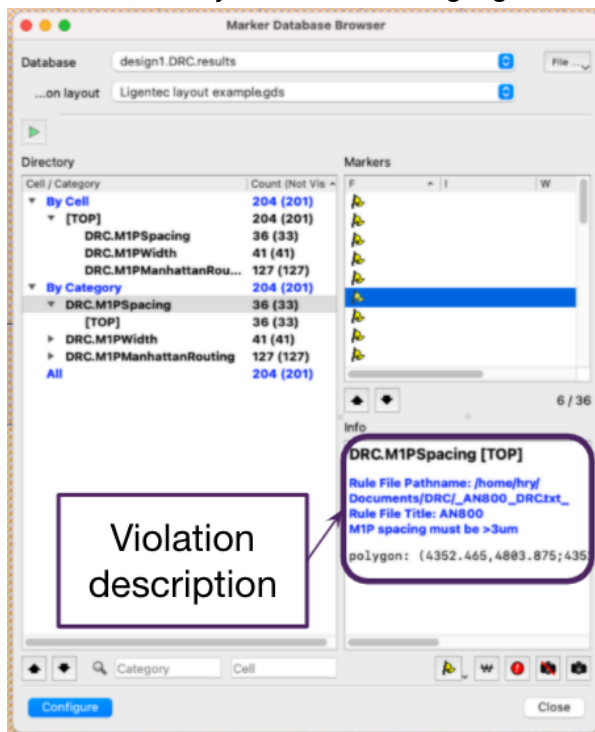 Marker Database Browser
Database design1.DRC.results File ...
...on layout Ligentec layout example.gds
Directory
Markers
Cell / Category Count (Not Vis
F I W
By Cell 204 (201)
[TOP] 204 (201)
DRC.M1PSpacing 36 (33)
DRC.M1PWidth 41 (41)
DRC.M1PManhattanRou... 127 (127)
By Category 204 (201)
DRC.M1PSpacing 36 (33)
[TOP] 36 (33)
DRC.M1PWidth 41 (41)
DRC.M1PManhattanRouting 127 (127)
All 204 (201)
6 / 36
Info
DRC.M1PSpacing [TOP]
Rule File Pathname: /home/hry/
Documents/DRC/_AN800_DRC.txt_
Rule File Title: AN800
M1P spacing must be >3um
polygon: (4352.465,4803.875;435
Violation
description
Category Cell
Configure Close